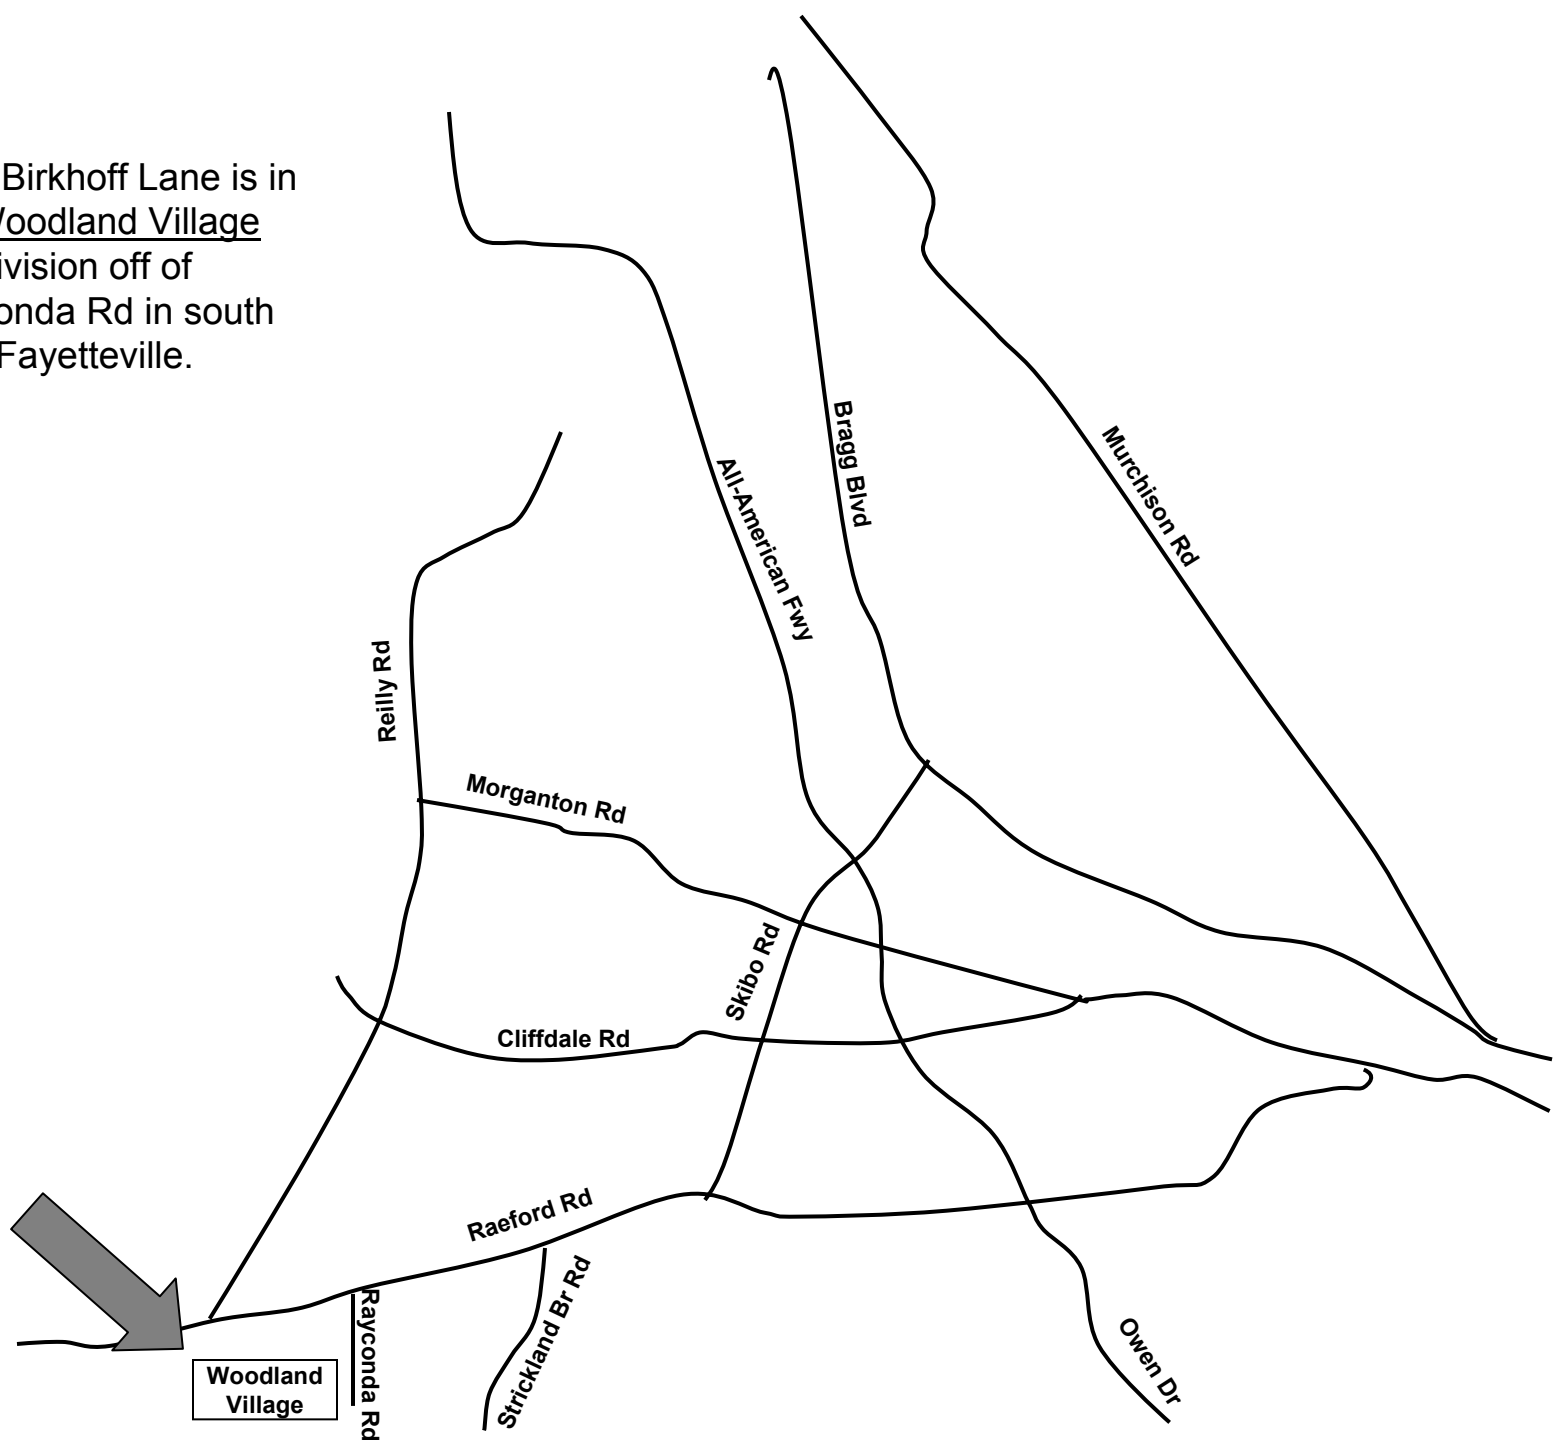 Birkhoff Lane is in
Woodland Village
ivision off of
onda Rd in south
Fayetteville.
Bragg Blvd
Murchison Rd
All-American Fwy
Reilly Rd
Morganton Rd
Skibo Rd
Cliffdale Rd
Raeford Rd
Strickland Br Rd
Rayconda Rd
Owen Dr
Woodland
Village